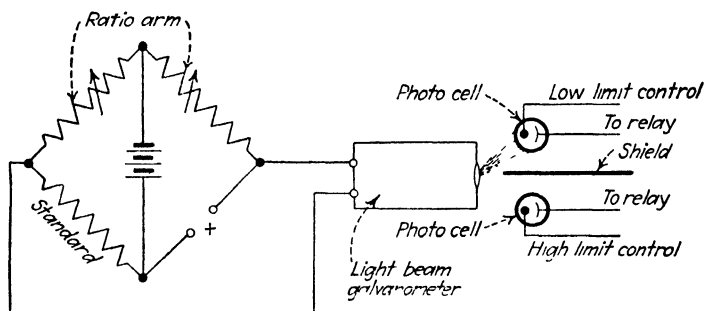 Ratio arm
Photo cell
Low limit control
To relay
Shield
Standard
+
To relay
Photo cell
High limit control
Light beam
galvarometer